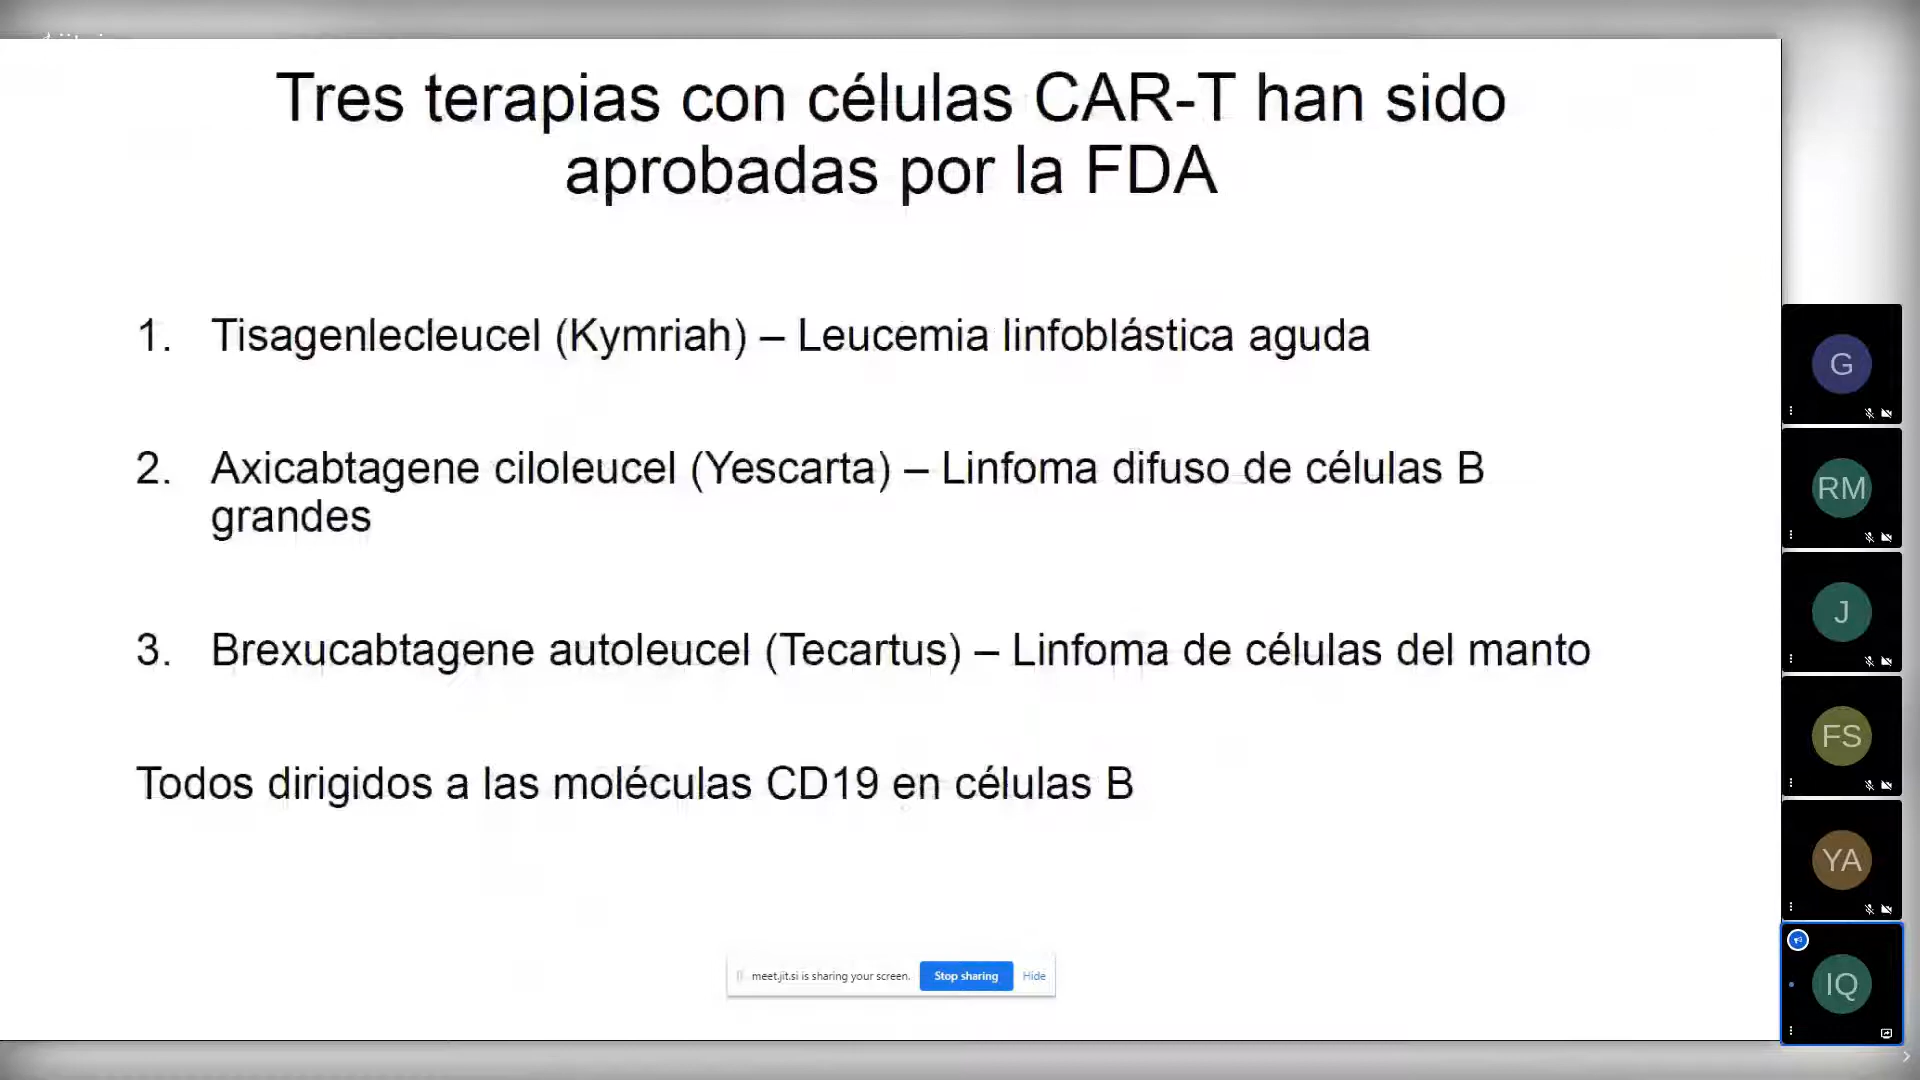 Tres terapias con células CAR-T han sido
aprobadas por la FDA
1. Tisagenlecleucel (Kymriah) – Leucemia linfoblástica aguda
2. Axicabtagene ciloleucel (Yescarta) – Linfoma difuso de células B
grandes
3. Brexucabtagene autoleucel (Tecartus) – Linfoma de células del manto
Todos dirigidos a las moléculas CD19 en células B
meet.jit.si is sharing your screen. Stop sharing Hide
G
RM
J
FS
YA
IQ